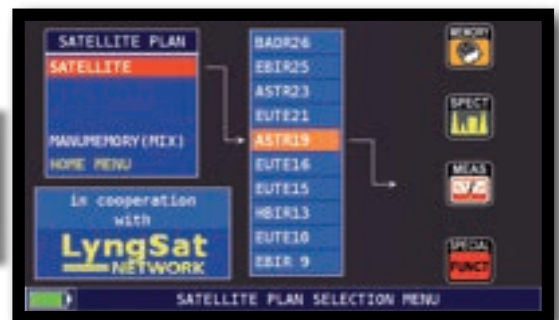 SATELLITE PLAN
SATELLITE
MANUMEMORY(MIX)
HOME MENU
in cooperation
with
LyngSat
NETWORK
BADR26
EBIR25
ASTR23
EUTE21
ASTR19
EUTE16
EUTE15
HBIR13
EUTE10
EBIR 9
MEMORY
SPECT
MEAS
SPECIAL
FUNCT
SATELLITE PLAN SELECTION MENU